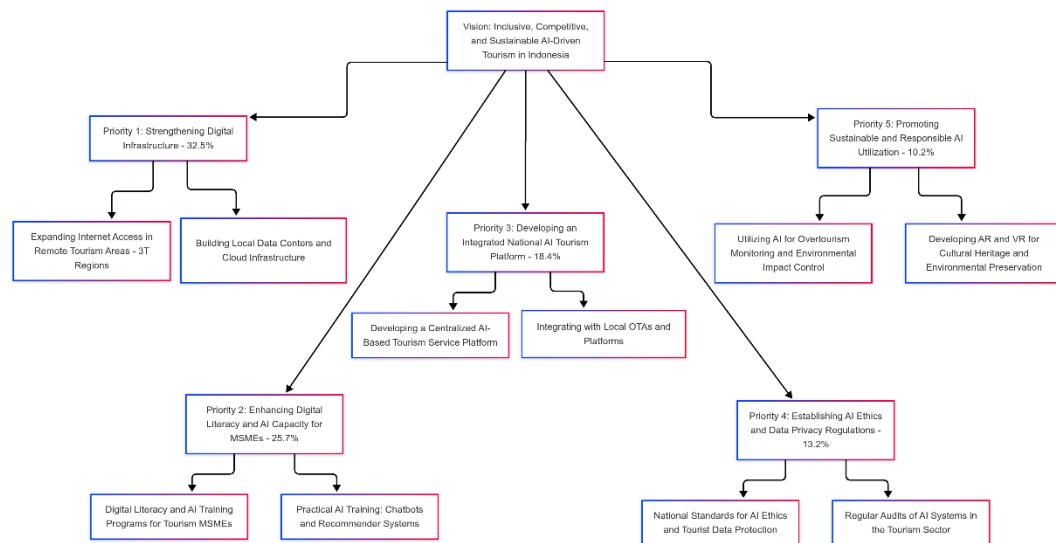 Vision: Inclusive, Competitive,
and Sustainable AI-Driven
Tourism in Indonesia
Priority 1: Strengthening Digital
Infrastructure - 32.5%
Expanding Internet Access in
Remote Tourism Areas - 3T
Regions
Building Local Data Centers and
Cloud Infrastructure
Priority 5: Promoting
Sustainable and Responsible AI
Utilization - 10.2%
Utilizing AI for Overtourism
Monitoring and Environmental
Impact Control
Developing AR and VR for
Cultural Heritage and
Environmental Preservation
Priority 3: Developing an
Integrated National AI Tourism
Platform - 18.4%
Developing a Centralized AI-
Based Tourism Service Platform
Integrating with Local OTAs and
Platforms
Priority 2: Enhancing Digital
Literacy and AI Capacity for
MSMEs - 25.7%
Digital Literacy and AI Training
Programs for Tourism MSMEs
Practical AI Training: Chatbots
and Recommender Systems
Priority 4: Establishing AI Ethics
and Data Privacy Regulations -
13.2%
National Standards for AI Ethics
and Tourist Data Protection
Regular Audits of AI Systems in
the Tourism Sector